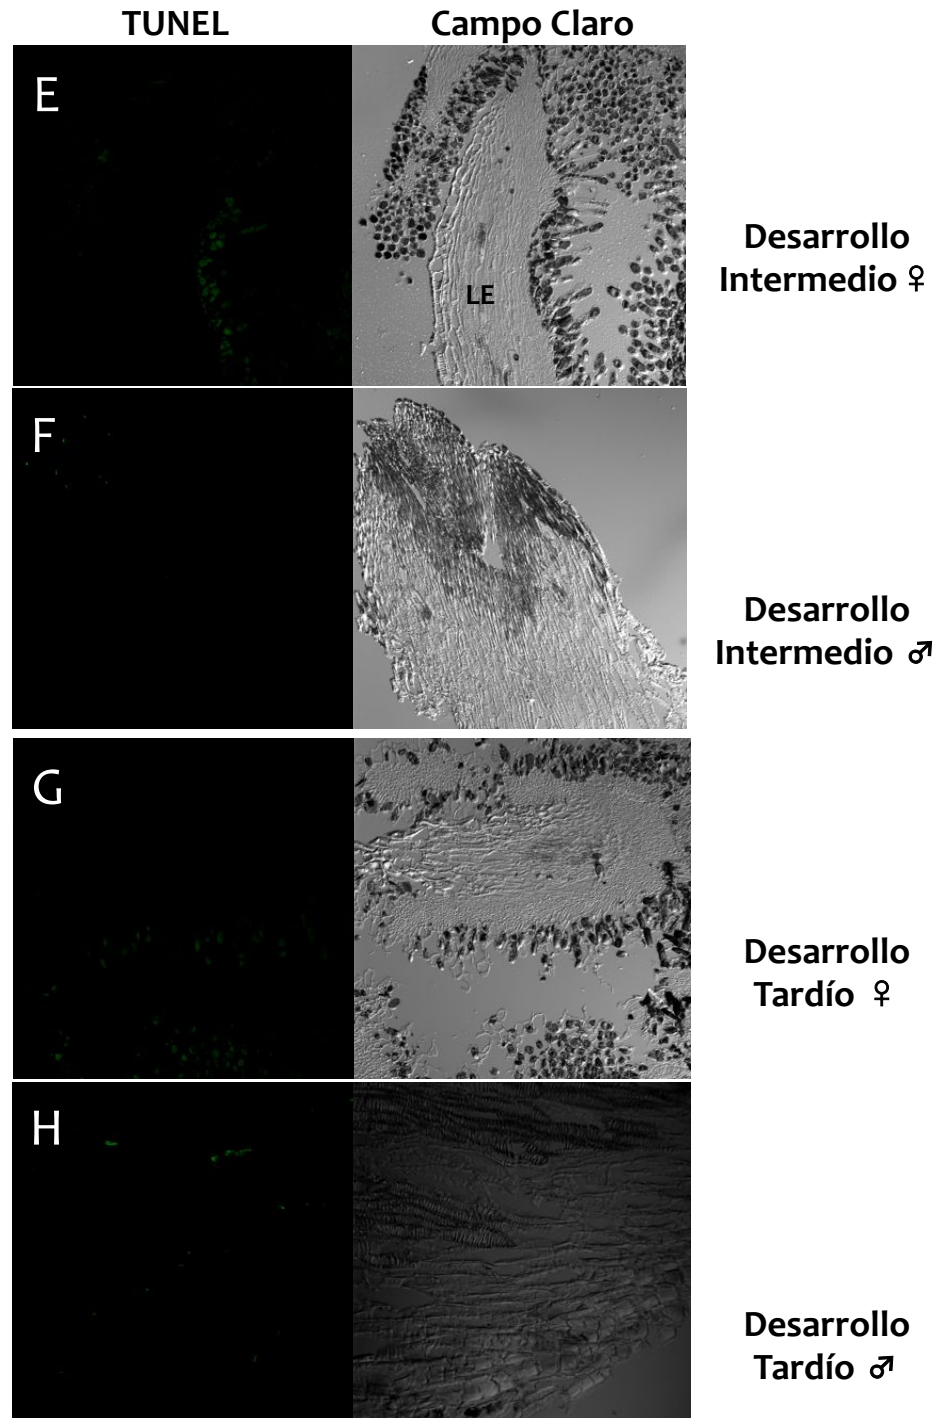 TUNEL Campo Claro
E
LE
Desarrollo
Intermedio ♀
F
Desarrollo
Intermedio ♂
G
Desarrollo
Tardío ♀
H
Desarrollo
Tardío ♂